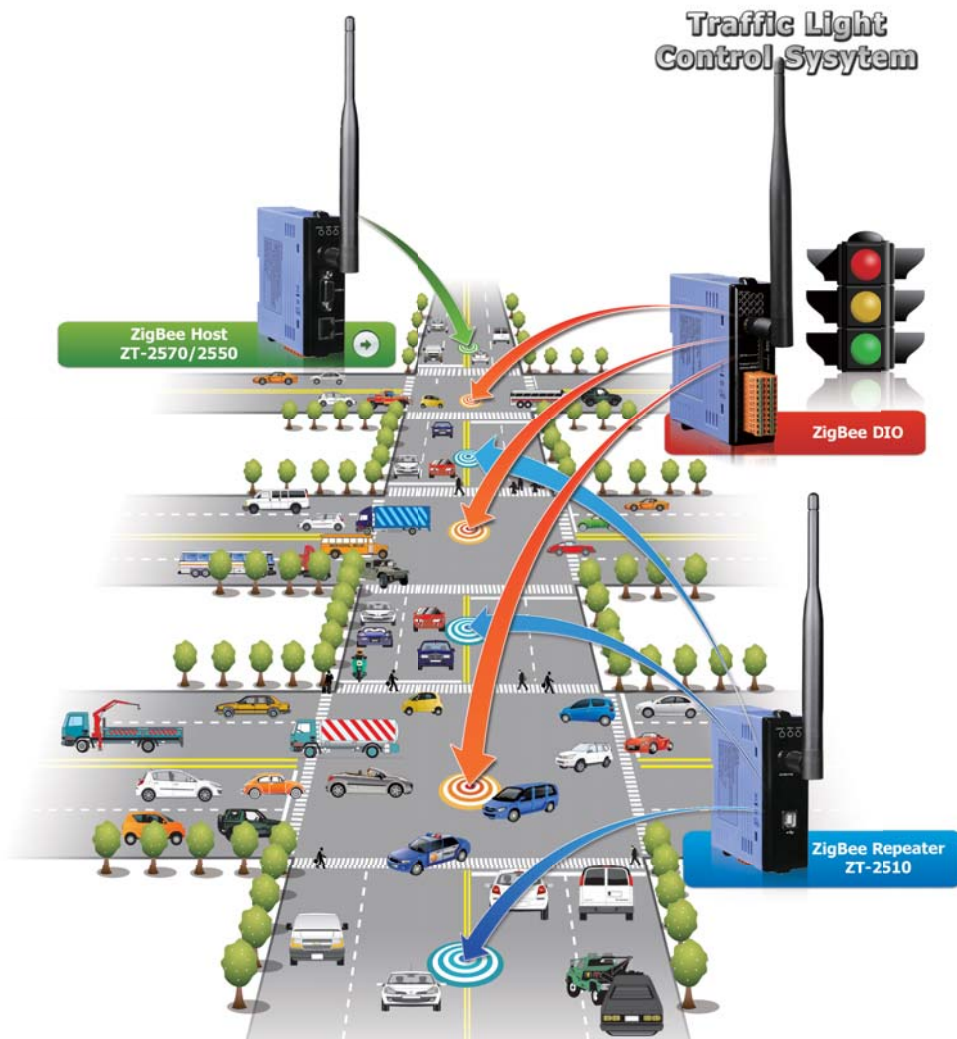 Traffic Light
Control Sysytem
ZigBee Host
ZT-2570/2550
ZigBee DIO
ZigBee Repeater
ZT-2510